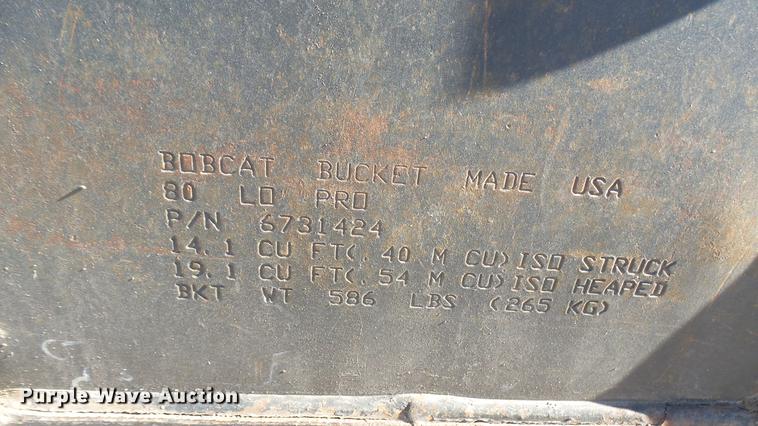 BOBCAT BUCKET MADE USA
80 LO PRO
P/N 6731424
14.1 CU FT(.40 M CU)ISO STRUCK
19.1 CU FT(.54 M CU)ISO HEAPED
BKT WT 586 LBS (265 KG)
Purple Wave Auction